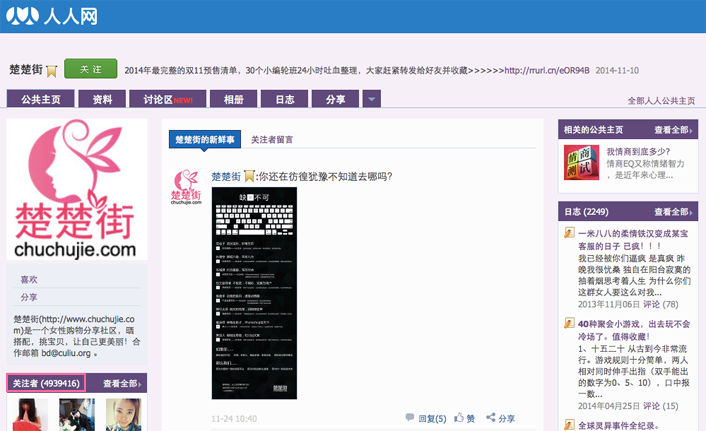 人人网
楚楚街
关注
2014年最完整的双11预售清单，30个小编轮班24小时吐血整理，大家赶紧转发给好友并收藏>>>>>>http://rrurl.cn/eOR94B 2014-11-10
公共主页 资料 讨论区NEW! 相册 日志 分享
全部人人公共主页
楚楚街
chuchujie.com
喜欢
分享
楚楚街(http://www.chuchujie.co
m)是一个女性购物分享社区，晒
搭配，挑宝贝，让自己更美丽！合
作邮箱 bd@culiu.org 。
关注者 (4939416) 查看全部
楚楚街的新鲜事 关注者留言
楚楚街
chuchujie.com
楚楚街 :你还在彷徨犹豫不知道去哪吗?
缺 不可
楚楚街
11-24 10:40
回复(5) 赞 分享
相关的公共主页 查看全部
情商
测试
我情商到底多少?
情商EQ又称情绪智力
，是近年来心理...
日志 (2249) 查看全部
一米八八的柔情铁汉变成某宝
客服的日子 已疯！！！
我已经被你们逼疯 是真疯 昨
晚我很忧桑 独自在阳台寂寞的
抽着烟思考着人生 为什么你们
这群女人要这么对我...
2013年11月06日 评论 (78)
40种聚会小游戏，出去玩不会
冷场了。值得收藏!
1、十五二十 从古到今非常流
行。游戏规则十分简单，两人
相对同时伸手出指（双手能出
的数字为0、5、10），口中报
一数...
2014年04月25日 评论 (15)
全球灵异事件全纪录。